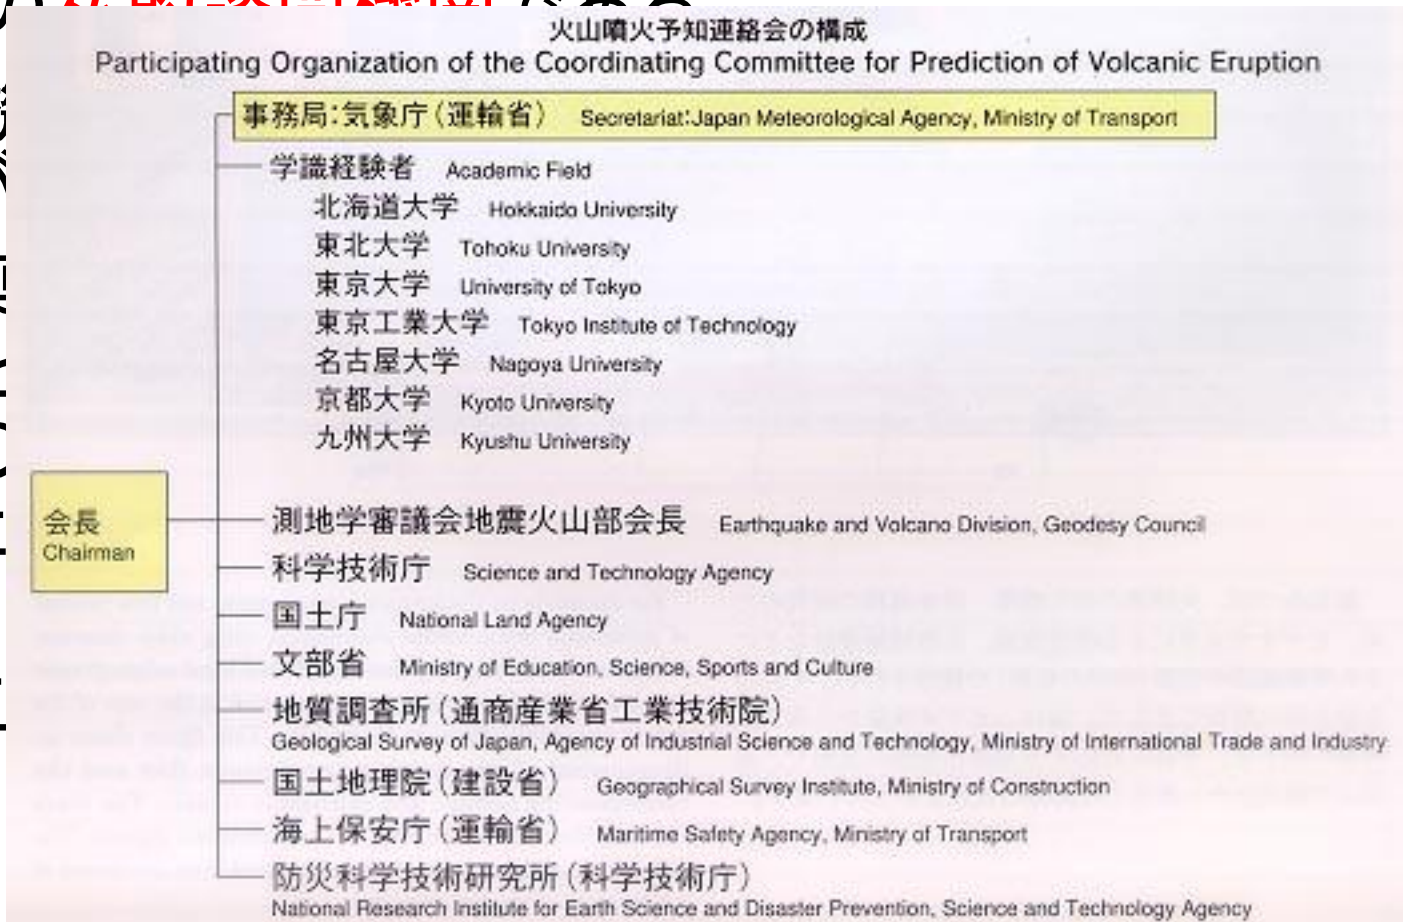 火山噴火予知連絡会の構成
Participating Organization of the Coordinating Committee for Prediction of Volcanic Eruption
事務局:気象庁(運輸省) Secretariat:Japan Meteorological Agency, Ministry of Transport
学識経験者 Academic Field
北海道大学 Hokkaido University
東北大学 Tohoku University
東京大学 University of Tokyo
東京工業大学 Tokyo Institute of Technology
名古屋大学 Nagoya University
京都大学 Kyoto University
九州大学 Kyushu University
会長
Chairman
測地学審議会地震火山部会長 Earthquake and Volcano Division, Geodesy Council
科学技術庁 Science and Technology Agency
国土庁 National Land Agency
文部省 Ministry of Education, Science, Sports and Culture
地質調査所(通商産業省工業技術院)
Geological Survey of Japan, Agency of Industrial Science and Technology, Ministry of International Trade and Industry
国土地理院(建設省) Geographical Survey Institute, Ministry of Construction
海上保安庁(運輸省) Maritime Safety Agency, Ministry of Transport
防災科学技術研究所(科学技術庁)
National Research Institute for Earth Science and Disaster Prevention, Science and Technology Agency